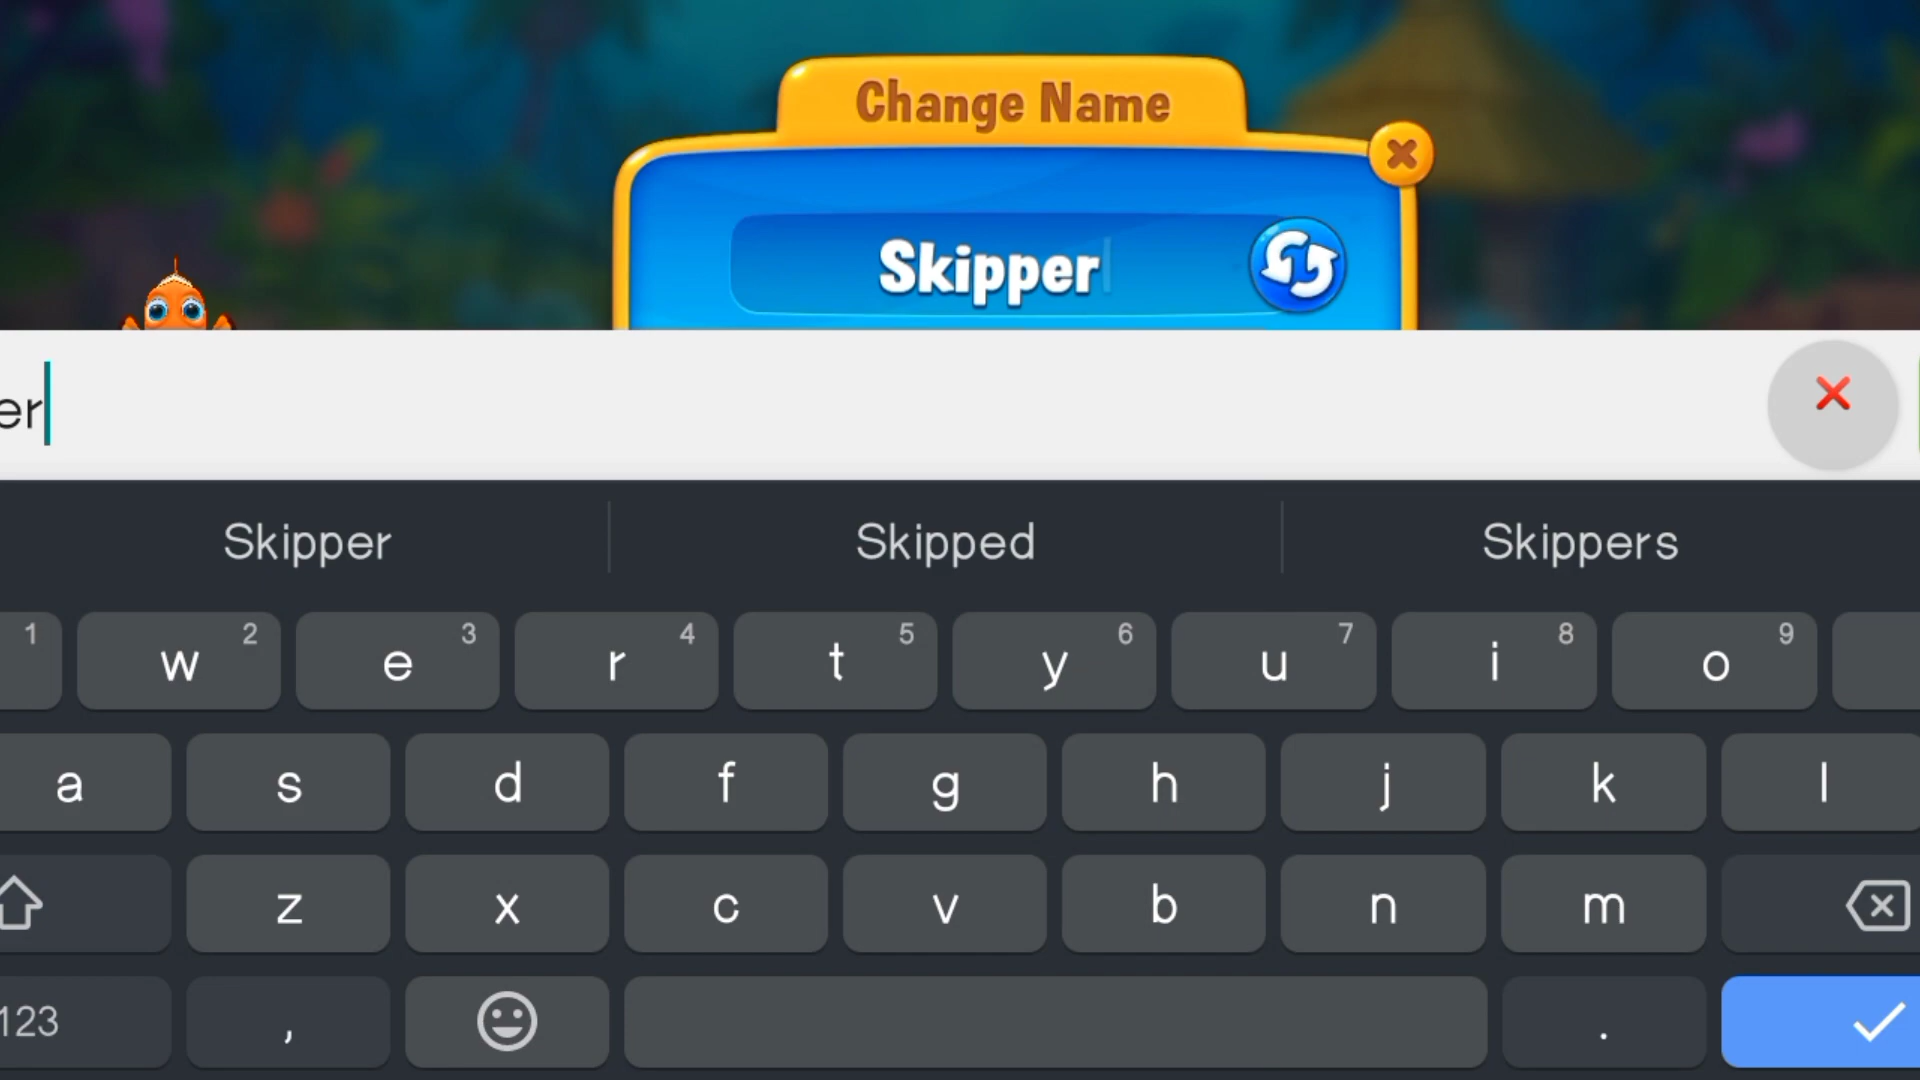 Change Name
Skipper
er
Skipper Skipped Skippers
1 w 2 e 3 r 4 t 5 y 6 u 7 i 8 o 9
a s d f g h j k l
z x c v b n m
123 , .